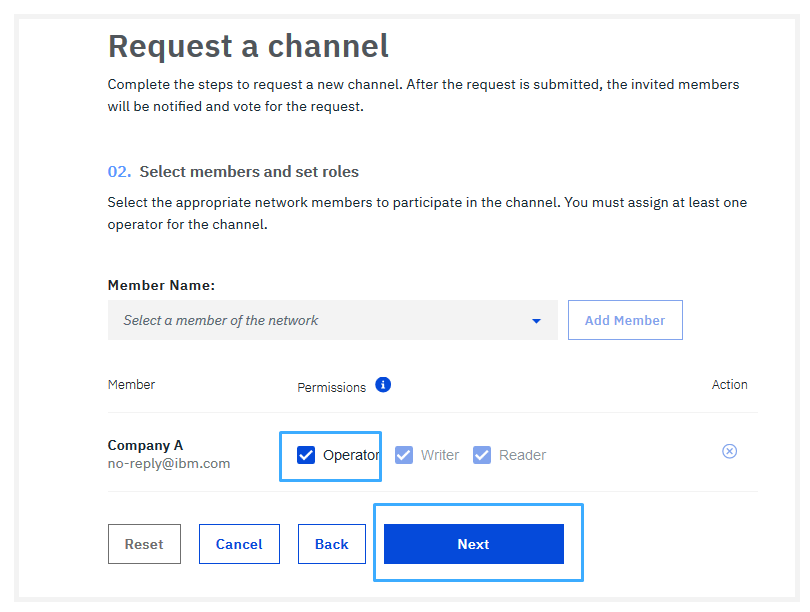 Request a channel
Complete the steps to request a new channel. After the request is submitted, the invited members
will be notified and vote for the request.
02. Select members and set roles
Select the appropriate network members to participate in the channel. You must assign at least one
operator for the channel.
Member Name:
Select a member of the network
Add Member
Member Permissions Action
Company A
no-reply@ibm.com
Operator Writer Reader
Reset Cancel Back Next